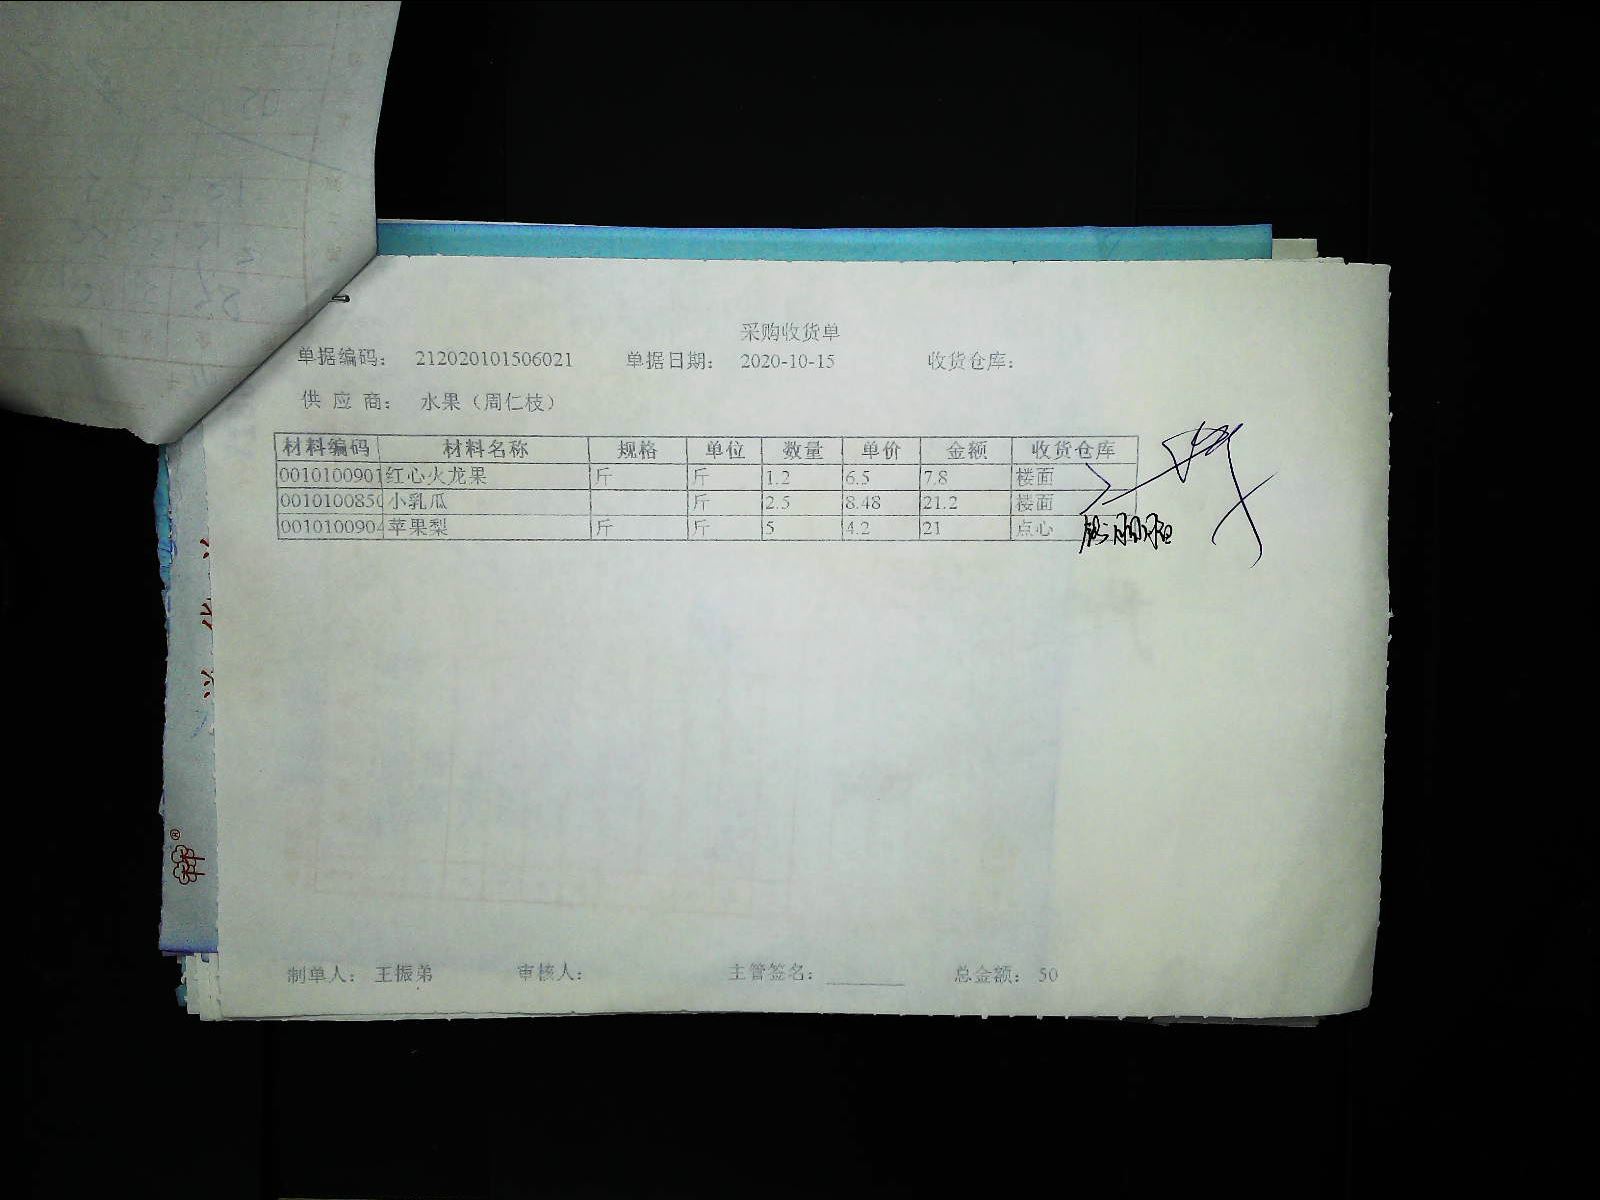 采购收货单
单据编码： 212020101506021 单据日期： 2020-10-15 收货仓库：
供 应 商： 水果（周仁枝）
材料编码 材料名称 规格 单位 数量 单价 金额 收货仓库
0010100901 红心火龙果 斤 斤 1.2 6.5 7.8 楼面
001010085 小乳瓜 斤 2.5 8.48 21.2 楼面
001010090 苹果梨 斤 斤 5 4.2 21 点心
制单人： 王振弟 审核人： 主管签名： 总金额： 50